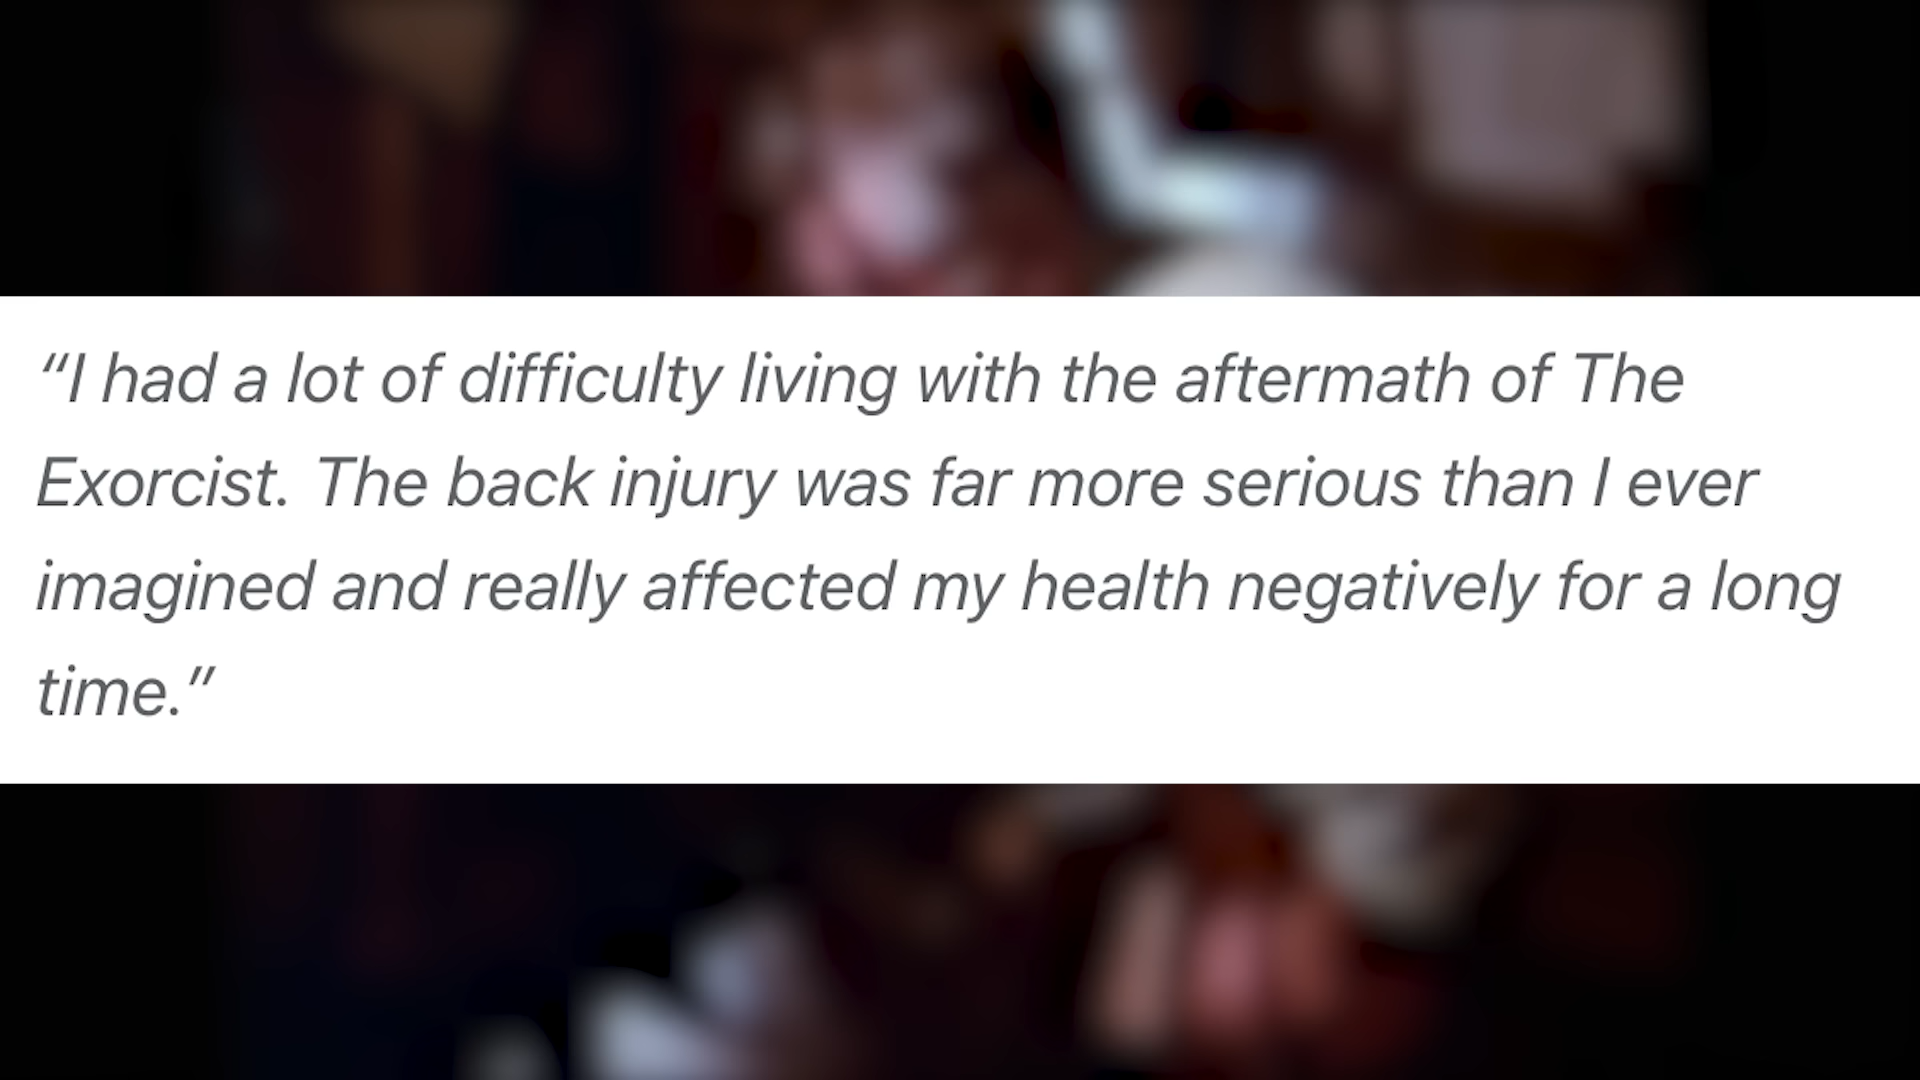 “I had a lot of difficulty living with the aftermath of The
Exorcist. The back injury was far more serious than I ever
imagined and really affected my health negatively for a long
time.”